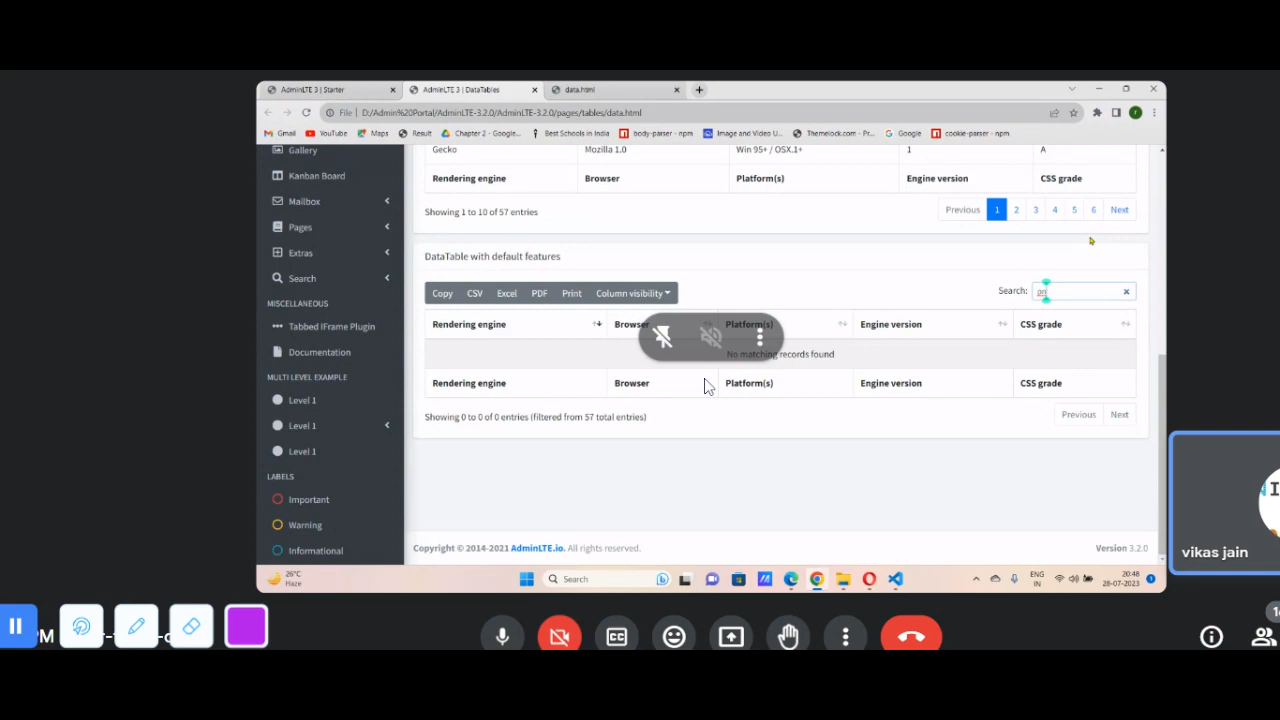 AdminLTE 3 | Starter
AdminLTE 3 | DataTables
data.html
File
D:/Admin%20Portal/AdminLTE-3.2.0/AdminLTE-3.2.0/pages/tables/data.html
Gmail
YouTube
Maps
Result
Chapter 2 - Google...
Best Schools in India
body-parser - npm
Image and Video U...
Themelock.com - Pr...
Google
cookie-parser - npm
Gallery
Kanban Board
Mailbox
Pages
Extras
Search
MISCELLANEOUS
Tabbed IFrame Plugin
Documentation
MULTI LEVEL EXAMPLE
Level 1
Level 1
Level 1
LABELS
Important
Warning
Informational
Gecko Mozilla 1.0 Win 95+ / OSX.1+ 1 A
Rendering engine Browser Platform(s) Engine version CSS grade
Showing 1 to 10 of 57 entries
Previous 1 2 3 4 5 6 Next
DataTable with default features
Copy CSV Excel PDF Print Column visibility
Search:
Rendering engine Browser Platform(s) Engine version CSS grade
No matching records found
Rendering engine Browser Platform(s) Engine version CSS grade
Showing 0 to 0 of 0 entries (filtered from 57 total entries)
Previous Next
Copyright © 2014-2021 AdminLTE.io. All rights reserved.
Version 3.2.0
26°C
Haze
Search
ENG
IN
20:48
28-07-2023
vikas jain